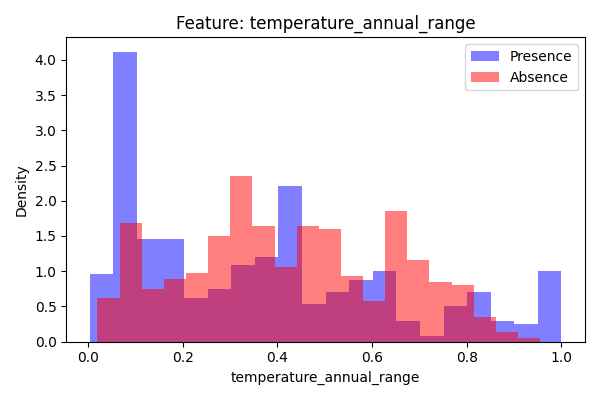 Feature: temperature_annual_range
Presence
Absence
Density
4.0
3.5
3.0
2.5
2.0
1.5
1.0
0.5
0.0
0.0 0.2 0.4 0.6 0.8 1.0
temperature_annual_range